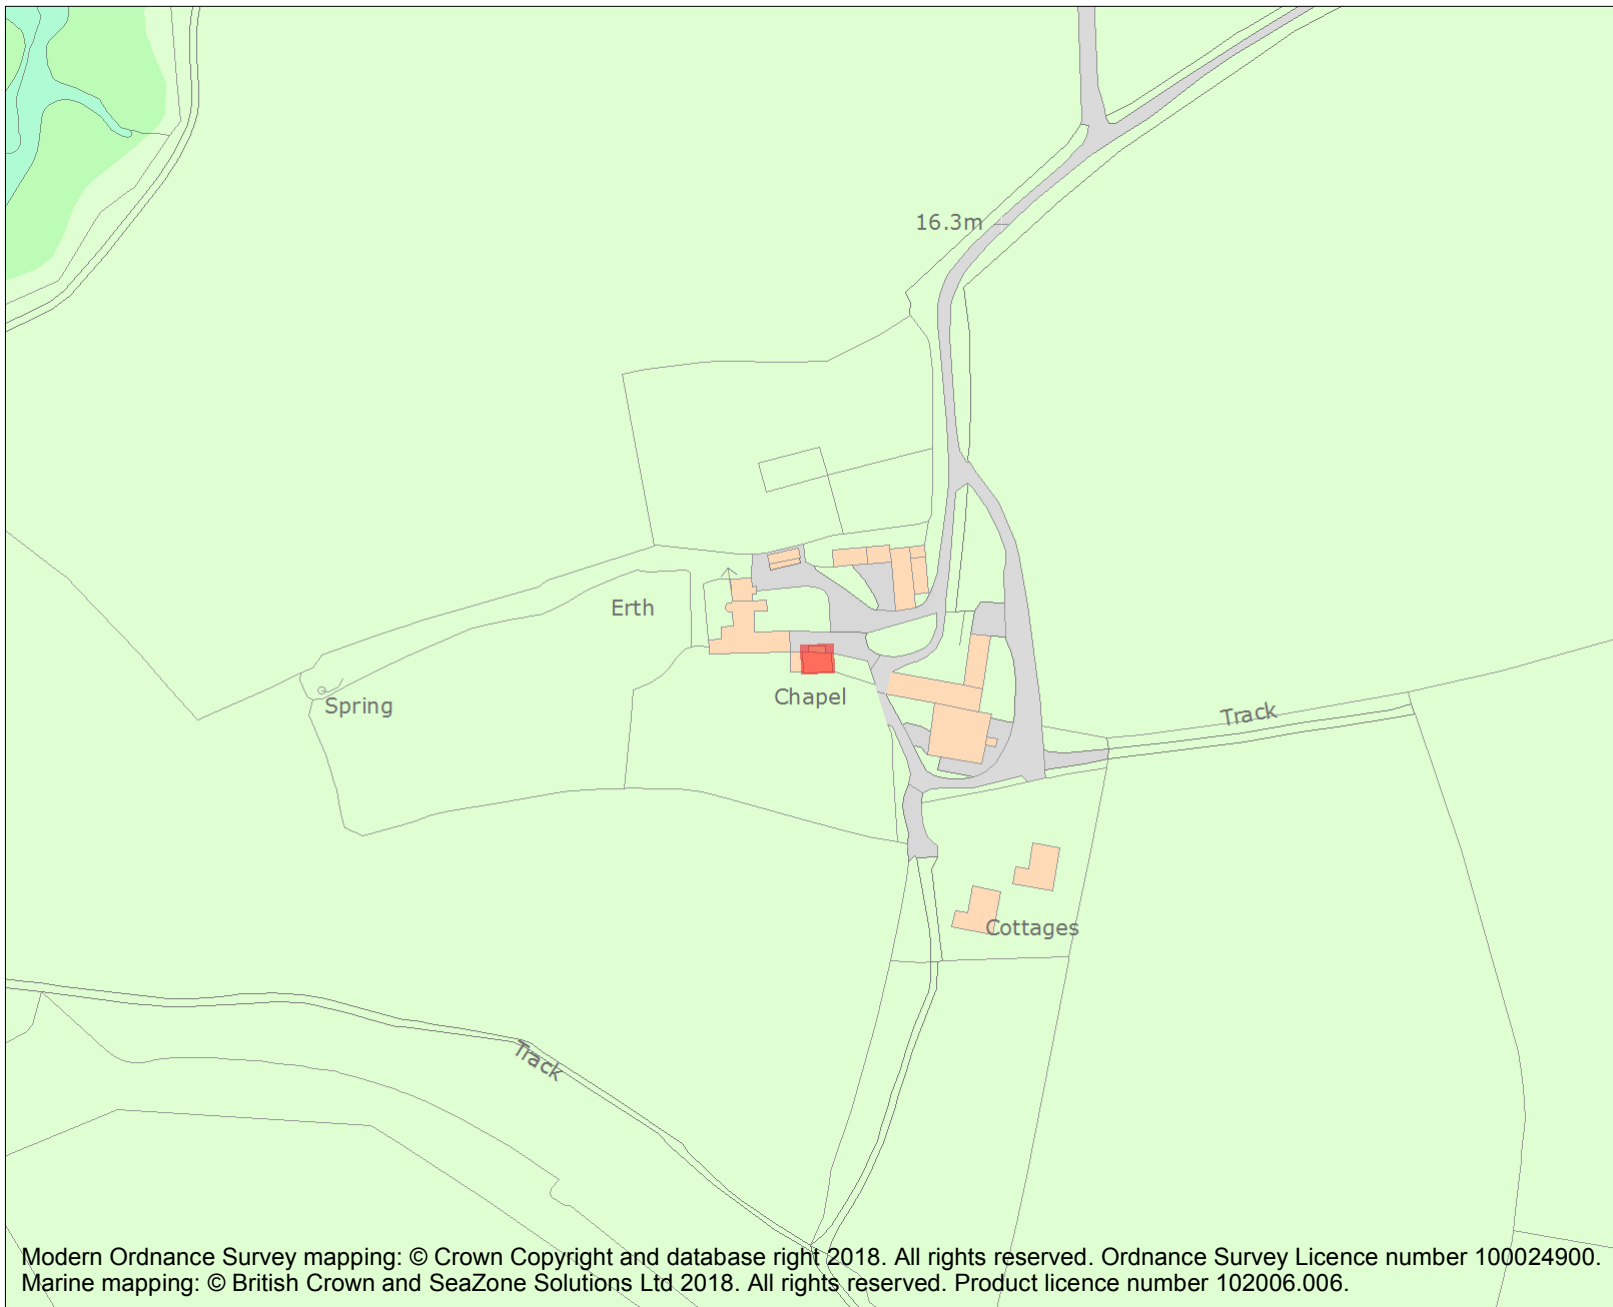 16.3m
Erth
Spring
Chapel
Track
Cottages
Track
Modern Ordnance Survey mapping: © Crown Copyright and database right 2018. All rights reserved. Ordnance Survey Licence number 100024900.
Marine mapping: © British Crown and SeaZone Solutions Ltd 2018. All rights reserved. Product licence number 102006.006.